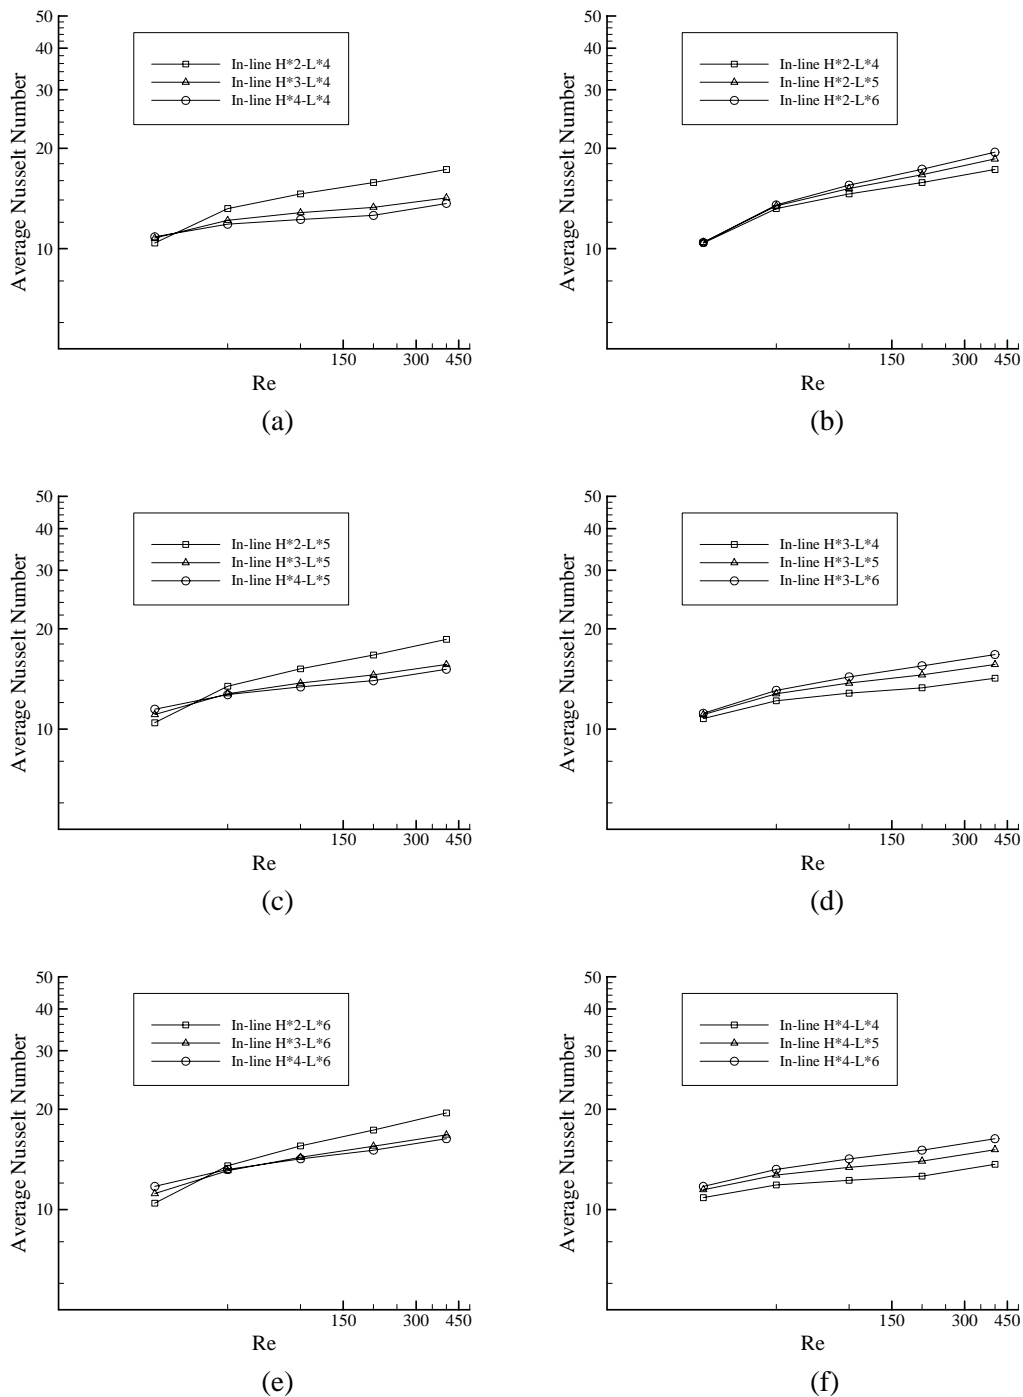 Average Nusselt Number
50
40
30
20
10
In-line H*2-L*4
In-line H*3-L*4
In-line H*4-L*4
150 300 450
Re
(a)
Average Nusselt Number
50
40
30
20
10
In-line H*2-L*4
In-line H*2-L*5
In-line H*2-L*6
150 300 450
Re
(b)
Average Nusselt Number
50
40
30
20
10
In-line H*2-L*5
In-line H*3-L*5
In-line H*4-L*5
150 300 450
Re
(c)
Average Nusselt Number
50
40
30
20
10
In-line H*3-L*4
In-line H*3-L*5
In-line H*3-L*6
150 300 450
Re
(d)
Average Nusselt Number
50
40
30
20
10
In-line H*2-L*6
In-line H*3-L*6
In-line H*4-L*6
150 300 450
Re
(e)
Average Nusselt Number
50
40
30
20
10
In-line H*4-L*4
In-line H*4-L*5
In-line H*4-L*6
150 300 450
Re
(f)